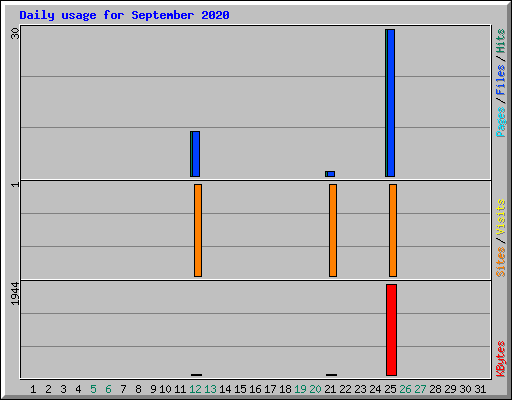 Daily usage for September 2020
30
Pages / Files / Hits
1
Sites / Visits
1944
KBytes
1 2 3 4 5 6 7 8 9 10 11 12 13 14 15 16 17 18 19 20 21 22 23 24 25 26 27 28 29 30 31